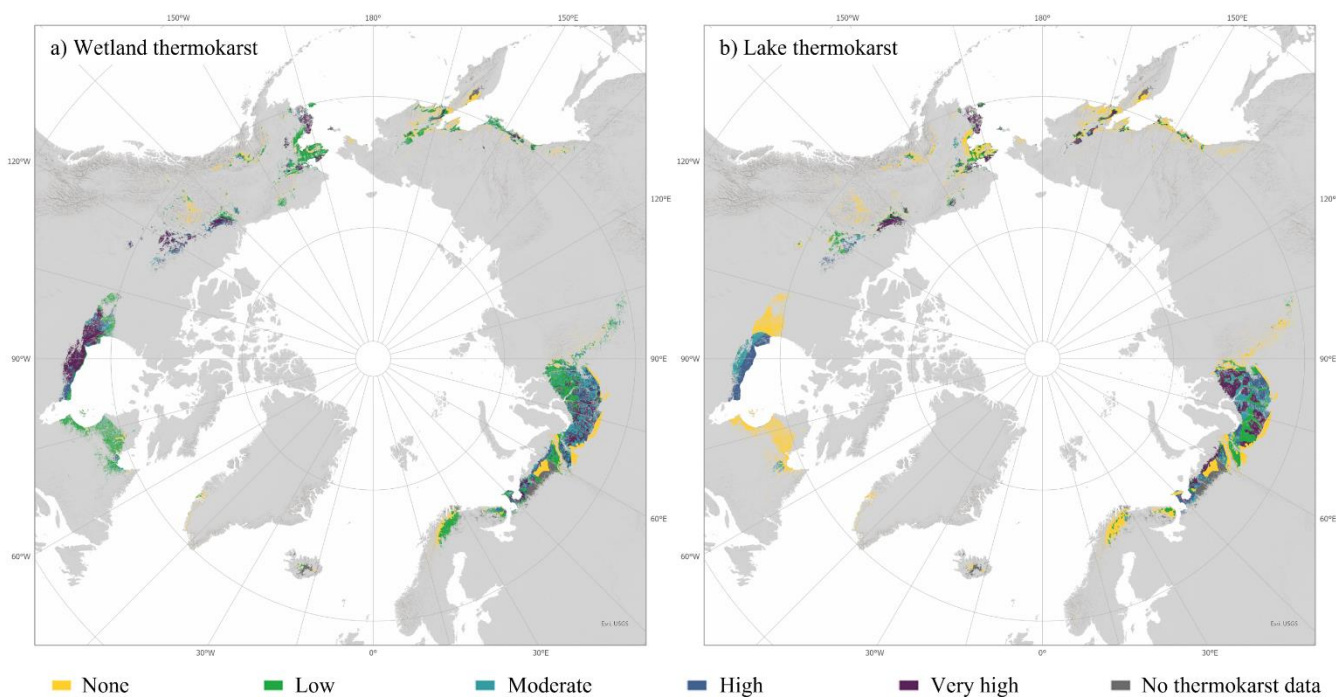 150°W 180° 150°E
a) Wetland thermokarst
120°W
90°W
60°W
30°W 0° 30°E
60°E
90°E
120°E
Esri, USGS
150°W 180° 150°E
b) Lake thermokarst
120°W
90°W
60°W
30°W 0° 30°E
60°E
90°E
120°E
Esri, USGS
None Low Moderate High Very high No thermokarst data